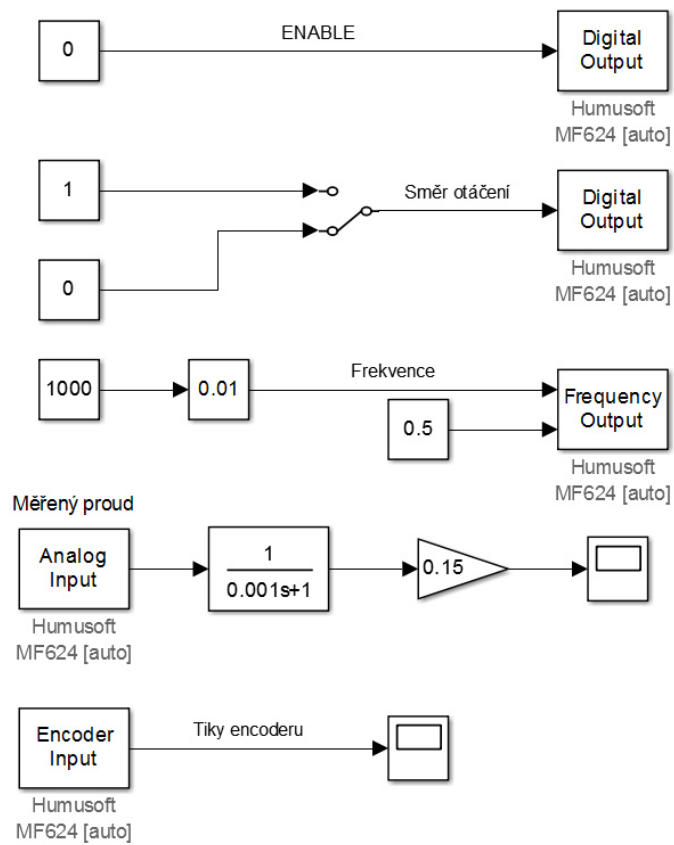 0
ENABLE
Digital
Output
Humusoft
MF624 [auto]
1
Směr otáčení
Digital
Output
0
Humusoft
MF624 [auto]
1000
0.01
Frekvence
0.5
Frequency
Output
Humusoft
MF624 [auto]
Měřený proud
Analog
Input
1
0.001s+1
0.15
Humusoft
MF624 [auto]
Encoder
Input
Tiky encoderu
Humusoft
MF624 [auto]